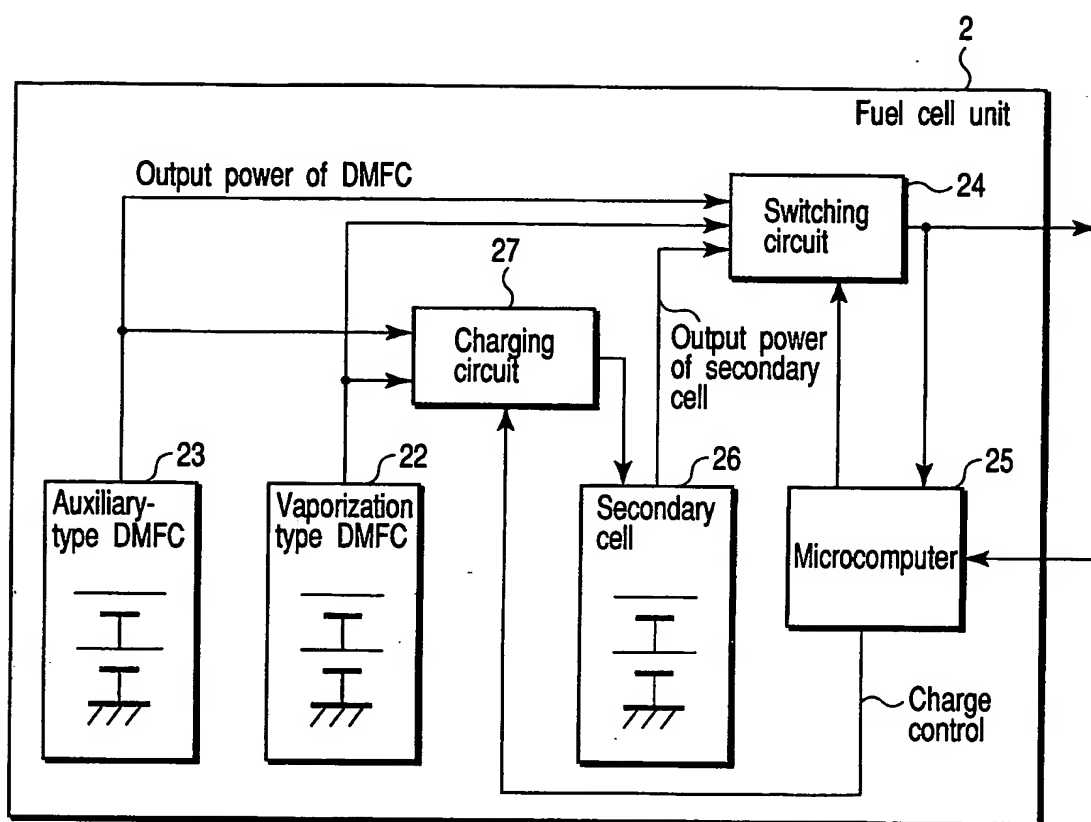 2
Fuel cell unit
Output power of DMFC
24
Switching
circuit
27
Charging
circuit
Output power
of secondary
cell
23
Auxiliary-
type DMFC
22
Vaporization
type DMFC
26
Secondary
cell
25
Microcomputer
Charge
control